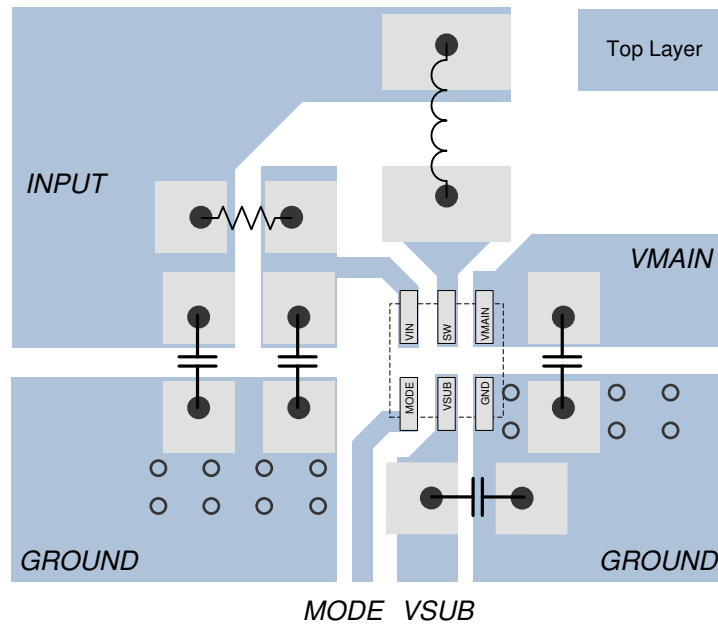 Top Layer
INPUT
VMAIN
VIN
SW
VMAIN
MODE
VSUB
GND
GROUND
GROUND
MODE VSUB